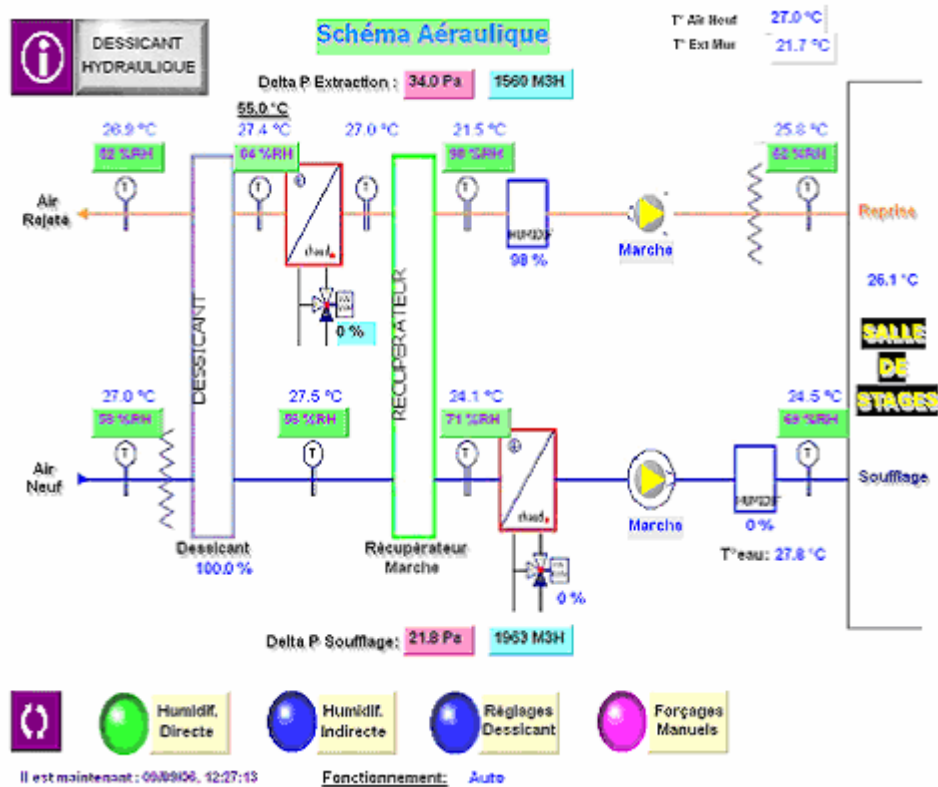 DESSICANT
HYDRAULIQUE
Schéma Aéraulique
T° Air Neuf 27.0 °C
T° Ext Mur 21.7 °C
Delta P Extraction : 34.0 Pa 1560 M3H
55.0 °C
26.9 °C 27.4 °C 27.0 °C 21.5 °C 25.8 °C
62 %RH 64 %RH 98 %RH 62 %RH
T T T T T
Air
Rejeté
Reprise
HUMIDIF
chaud
98 %
Marche
26.1 °C
0 %
DESSICANT
RECUPERATEUR
SALLE
DE
STAGES
27.0 °C 27.5 °C 24.1 °C 24.5 °C
56 %RH 71 %RH 69 %RH
T T T T
Air
Neuf
Soufflage
HUMIDIF
chaud
Marche
0 %
Dessicant
100.0 %
Récupérateur
Marche
T°eau: 27.8 °C
0 %
Delta P Soufflage: 21.8 Pa 1963 M3H
Humidif.
Directe
Humidif.
Indirecte
Réglages
Dessicant
Forçages
Manuels
Il est maintenant : 09/09/06, 12:27:13
Fonctionnement: Auto